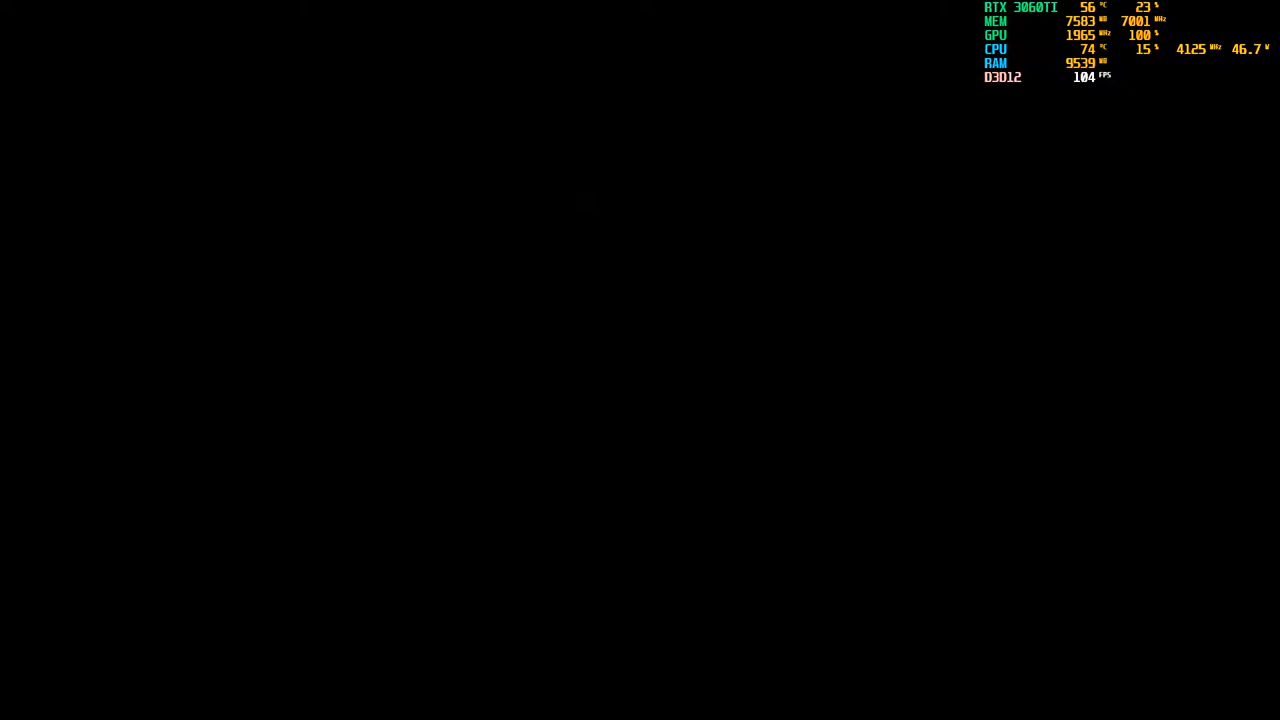 RTX 3060TI 56 °C 23 %
MEM 7583 MB 7001 MHz
GPU 1965 MHz 100 %
CPU 74 °C 15 % 4125 MHz 46.7 W
RAM 9539 MB
D3D12 104 FPS